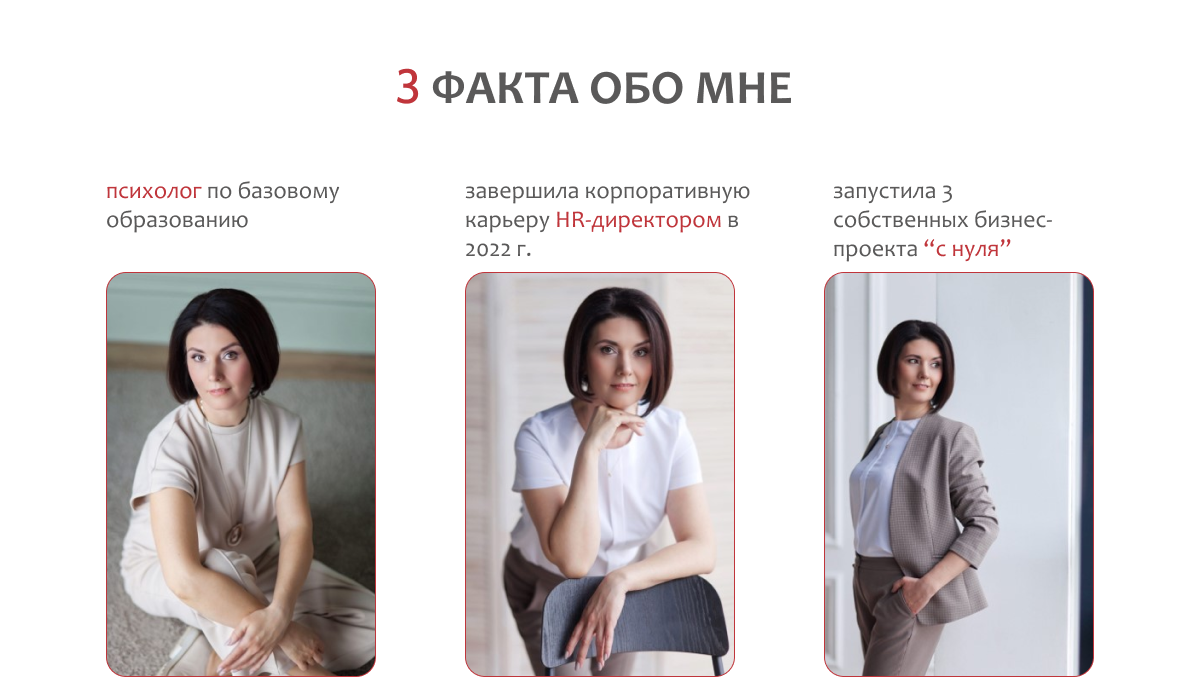 3 ФАКТА ОБО МНЕ
психолог по базовому
образованию
завершила корпоративную
карьеру HR-директором в
2022 г.
запустила 3
собственных бизнес-
проекта “с нуля”